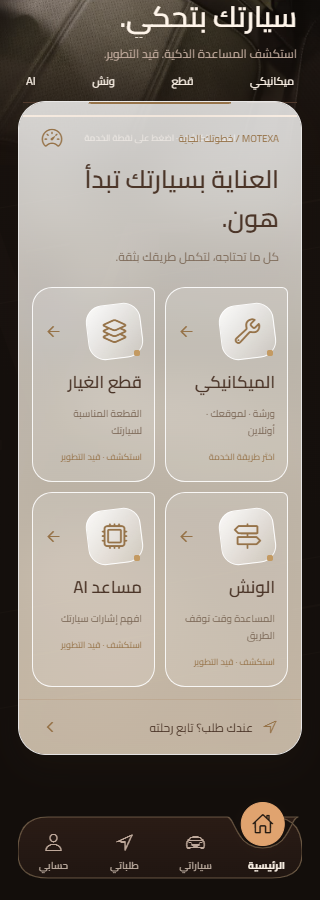 سيارتك بتحكي.
استكشف المساعدة الذكية. قيد التطوير.
ميكانيكي
قطع
ونش
AI
MOTEXA / خطوتك الجاية
اضغط على نقطة الخدمة
العناية بسيارتك تبدأ
هون.
كل ما تحتاجه، لتكمل طريقك بثقة.
الميكانيكي
ورشة · لموقعك ·
أونلاين
اختر طريقة الخدمة
قطع الغيار
القطعة المناسبة
لسيارتك
استكشف · قيد التطوير
الونش
المساعدة وقت توقف
الطريق
استكشف · قيد التطوير
مساعد AI
افهم إشارات سيارتك
استكشف · قيد التطوير
عندك طلب؟ تابع رحلته
الرئيسية
سياراتي
طلباتي
حسابي